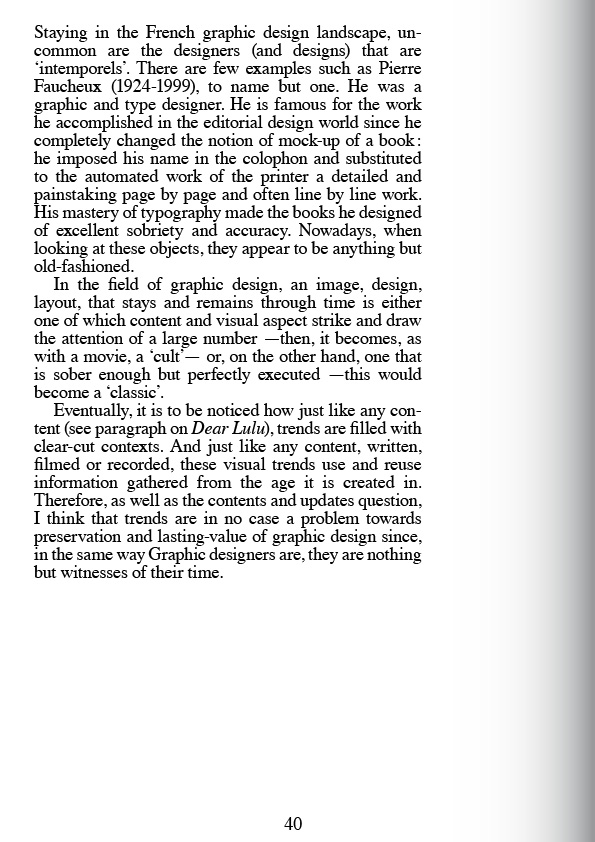 Staying in the French graphic design landscape, un-
common are the designers (and designs) that are
‘intemporels’. There are few examples such as Pierre
Faucheux (1924-1999), to name but one. He was a
graphic and type designer. He is famous for the work
he accomplished in the editorial design world since he
completely changed the notion of mock-up of a book:
he imposed his name in the colophon and substituted
to the automated work of the printer a detailed and
painstaking page by page and often line by line work.
His mastery of typography made the books he designed
of excellent sobriety and accuracy. Nowadays, when
looking at these objects, they appear to be anything but
old-fashioned.
In the field of graphic design, an image, design,
layout, that stays and remains through time is either
one of which content and visual aspect strike and draw
the attention of a large number —then, it becomes, as
with a movie, a ‘cult’— or, on the other hand, one that
is sober enough but perfectly executed —this would
become a ‘classic’.
Eventually, it is to be noticed how just like any con-
tent (see paragraph on Dear Lulu), trends are filled with
clear-cut contexts. And just like any content, written,
filmed or recorded, these visual trends use and reuse
information gathered from the age it is created in.
Therefore, as well as the contents and updates question,
I think that trends are in no case a problem towards
preservation and lasting-value of graphic design since,
in the same way Graphic designers are, they are nothing
but witnesses of their time.
40